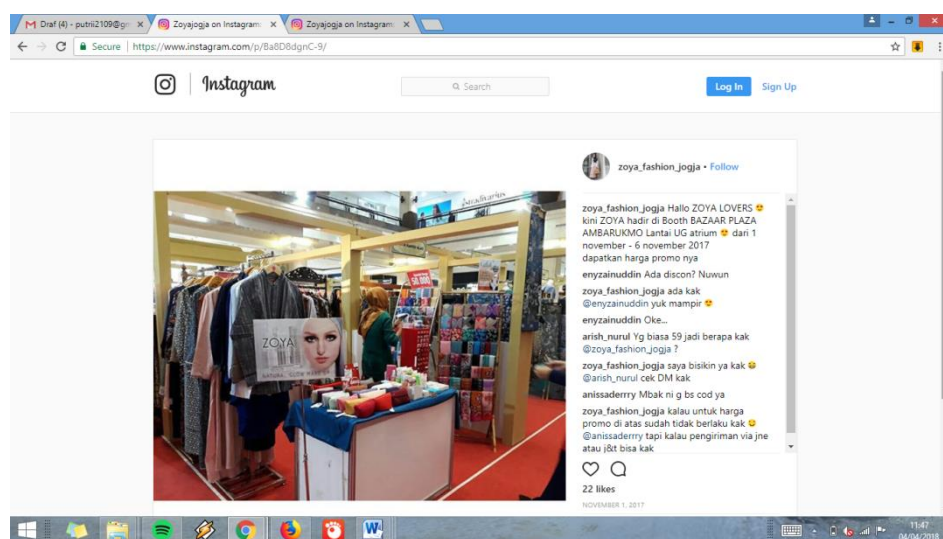 Draf (4) - putrii2109@gm
Zoyajogja on Instagram:
Zoyajogja on Instagram:
Secure
https://www.instagram.com/p/Ba8D8dgnC-9/
Instagram
Search
Log In
Sign Up
zoya_fashion_jogja • Follow
zoya_fashion_jogja Hallo ZOYA LOVERS 😍
kini ZOYA hadir di Booth BAZAAR PLAZA
AMBARUKMO Lantai UG atrium 😍 dari 1
november - 6 november 2017
dapatkan harga promo nya
enyzainuddin Ada discon? Nuwun
zoya_fashion_jogja ada kak
@enyzainuddin yuk mampir 😍
enyzainuddin Oke...
arish_nurul Yg biasa 59 jadi berapa kak
@zoya_fashion_jogja ?
zoya_fashion_jogja saya bisikin ya kak 😂
@arish_nurul cek DM kak
anissaderrry Mbak ni g bs cod ya
zoya_fashion_jogja kalau untuk harga
promo di atas sudah tidak berlaku kak 😊
@anissaderrry tapi kalau pengiriman via jne
atau j&t bisa kak
22 likes
NOVEMBER 1, 2017
ZOYA
NATURAL GLOW MAKE UP
50.000
11:47
04/04/2018